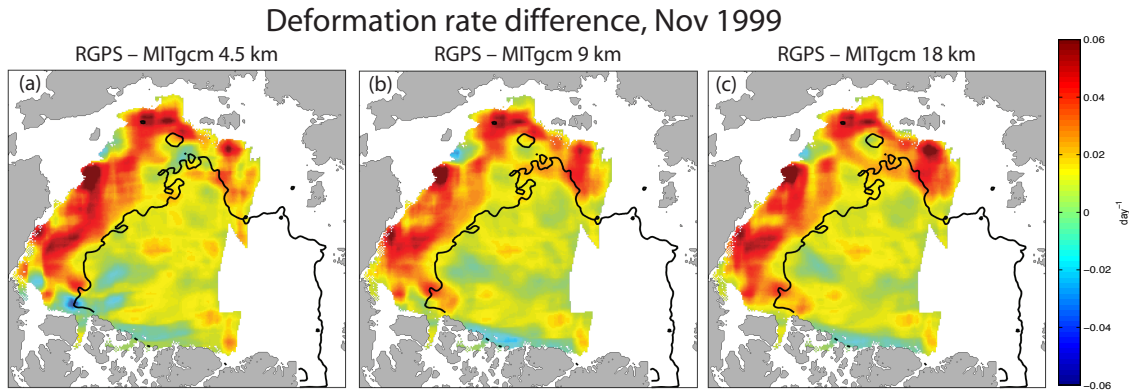 Deformation rate difference, Nov 1999
RGPS – MITgcm 4.5 km
RGPS – MITgcm 9 km
RGPS – MITgcm 18 km
(a)
(b)
(c)
0.06
0.04
0.02
0
−0.02
−0.04
−0.06
day⁻¹